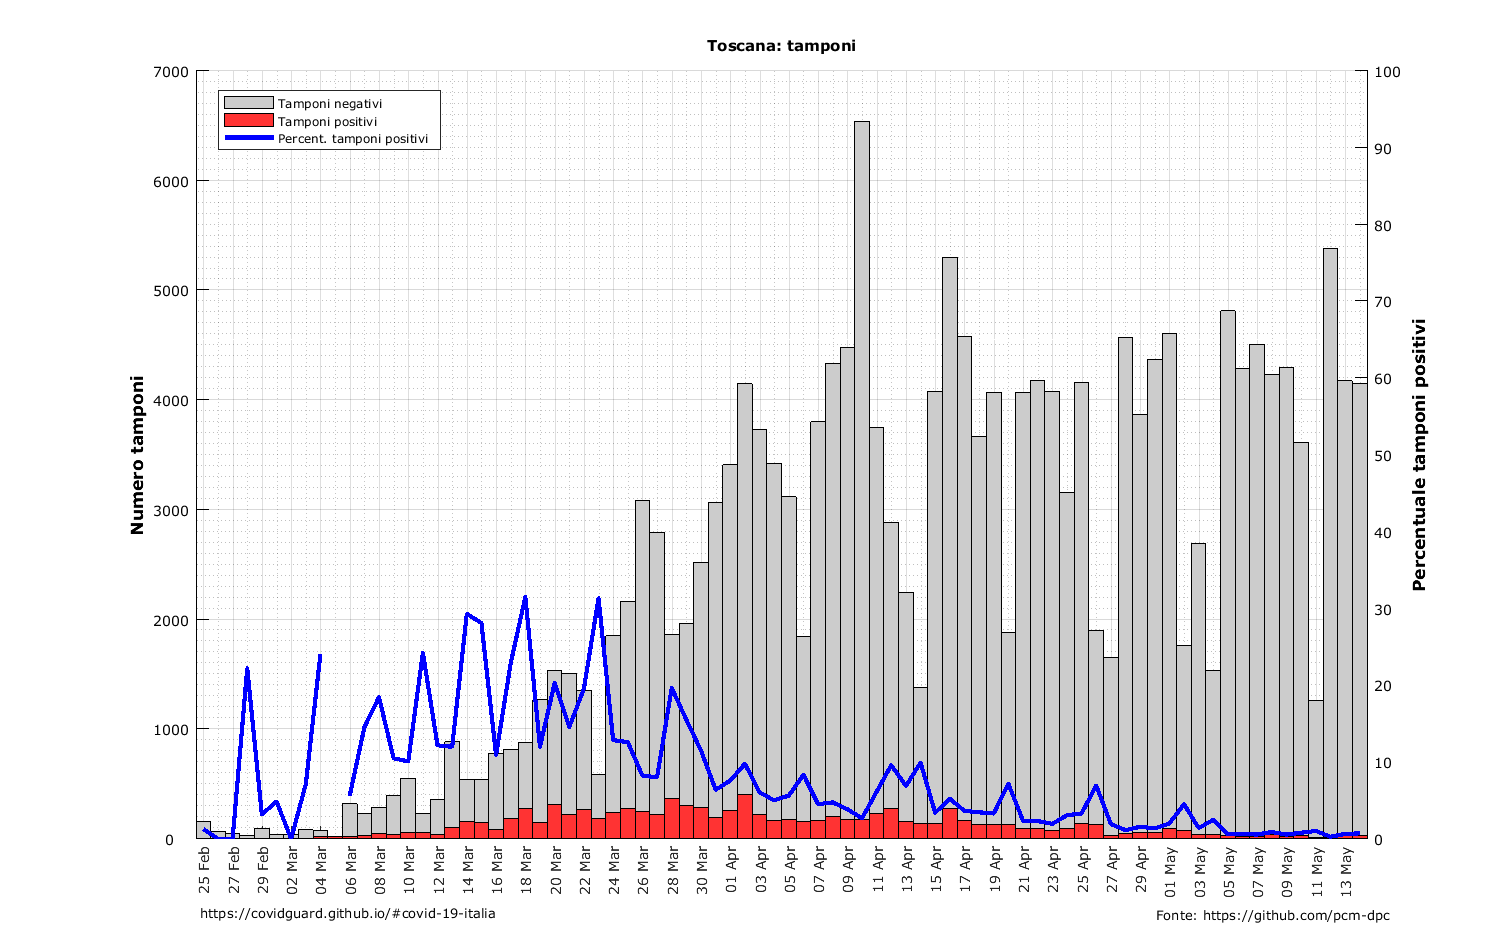 Toscana: tamponi
7000
6000
5000
4000
3000
2000
1000
0
100
90
80
70
60
50
40
30
20
10
0
Tamponi negativi
Tamponi positivi
Percent. tamponi positivi
Numero tamponi
Percentuale tamponi positivi
25 Feb
27 Feb
29 Feb
02 Mar
04 Mar
06 Mar
08 Mar
10 Mar
12 Mar
14 Mar
16 Mar
18 Mar
20 Mar
22 Mar
24 Mar
26 Mar
28 Mar
30 Mar
01 Apr
03 Apr
05 Apr
07 Apr
09 Apr
11 Apr
13 Apr
15 Apr
17 Apr
19 Apr
21 Apr
23 Apr
25 Apr
27 Apr
29 Apr
01 May
03 May
05 May
07 May
09 May
11 May
13 May
https://covidguard.github.io/#covid-19-italia
Fonte: https://github.com/pcm-dpc